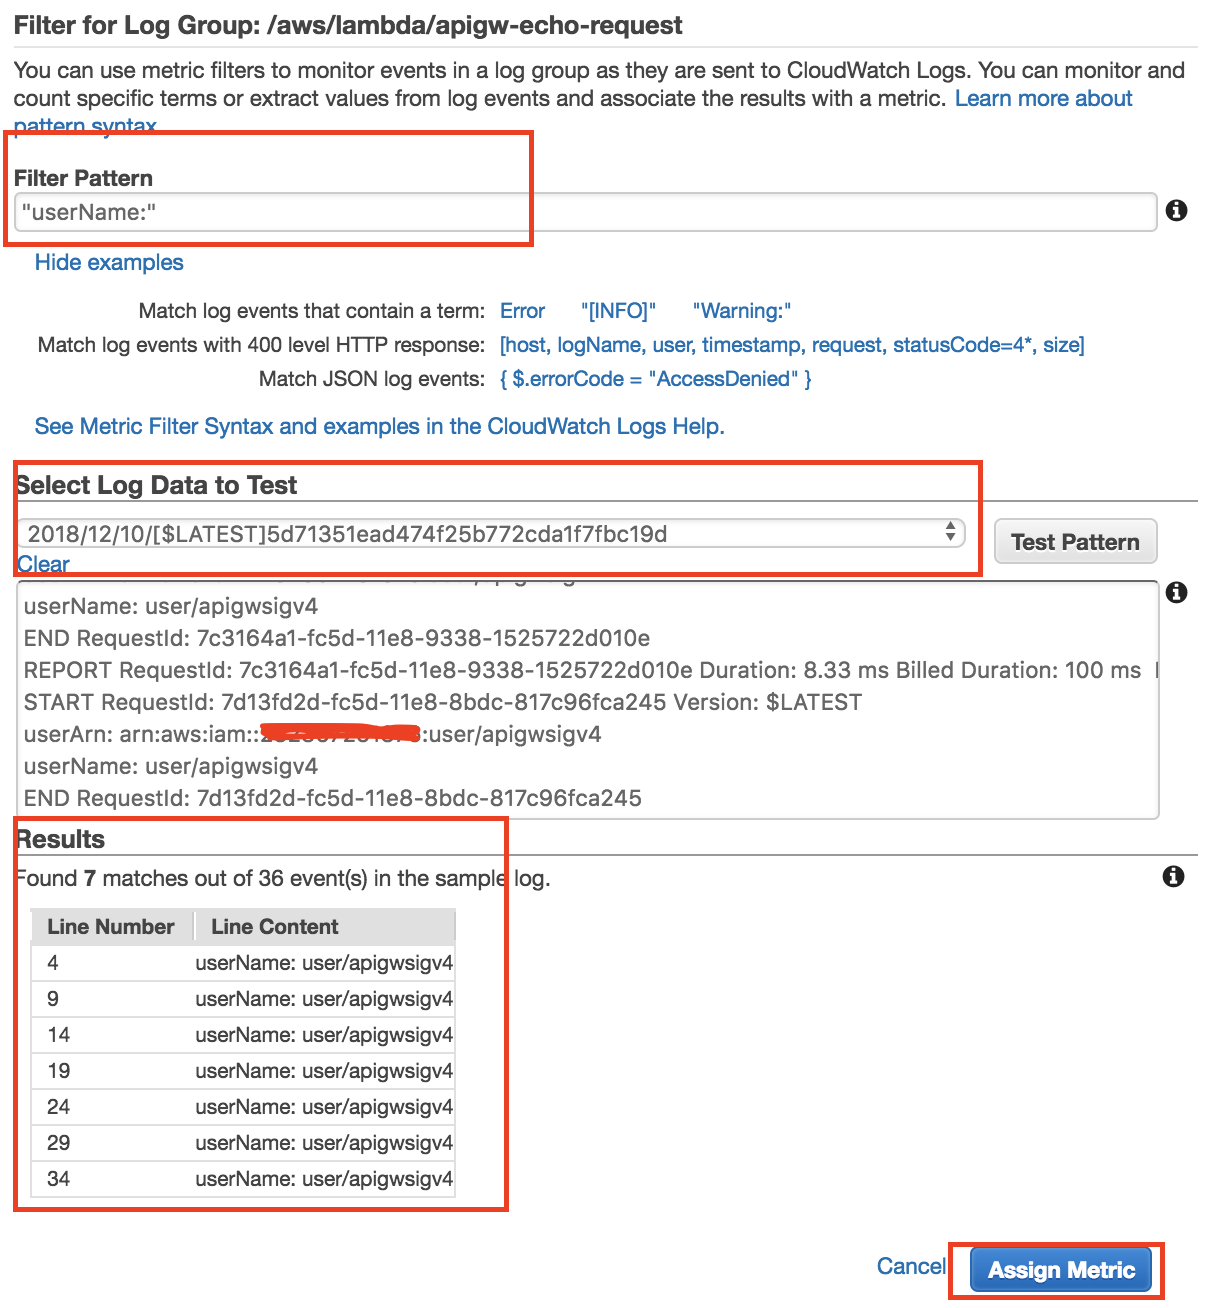 Filter for Log Group: /aws/lambda/apigw-echo-request
You can use metric filters to monitor events in a log group as they are sent to CloudWatch Logs. You can monitor and
count specific terms or extract values from log events and associate the results with a metric. Learn more about
pattern syntax
Filter Pattern
"userName:"
Hide examples
Match log events that contain a term: Error "[INFO]" "Warning:"
Match log events with 400 level HTTP response: [host, logName, user, timestamp, request, statusCode=4*, size]
Match JSON log events: { $.errorCode = "AccessDenied" }
See Metric Filter Syntax and examples in the CloudWatch Logs Help.
Select Log Data to Test
2018/12/10/[$LATEST]5d71351ead474f25b772cda1f7fbc19d
Test Pattern
Clear
userName: user/apigwsigv4
END RequestId: 7c3164a1-fc5d-11e8-9338-1525722d010e
REPORT RequestId: 7c3164a1-fc5d-11e8-9338-1525722d010e Duration: 8.33 ms Billed Duration: 100 ms
START RequestId: 7d13fd2d-fc5d-11e8-8bdc-817c96fca245 Version: $LATEST
userArn: arn:aws:iam:: :user/apigwsigv4
userName: user/apigwsigv4
END RequestId: 7d13fd2d-fc5d-11e8-8bdc-817c96fca245
Results
Found 7 matches out of 36 event(s) in the sample log.
Line Number Line Content
4 userName: user/apigwsigv4
9 userName: user/apigwsigv4
14 userName: user/apigwsigv4
19 userName: user/apigwsigv4
24 userName: user/apigwsigv4
29 userName: user/apigwsigv4
34 userName: user/apigwsigv4
Cancel
Assign Metric